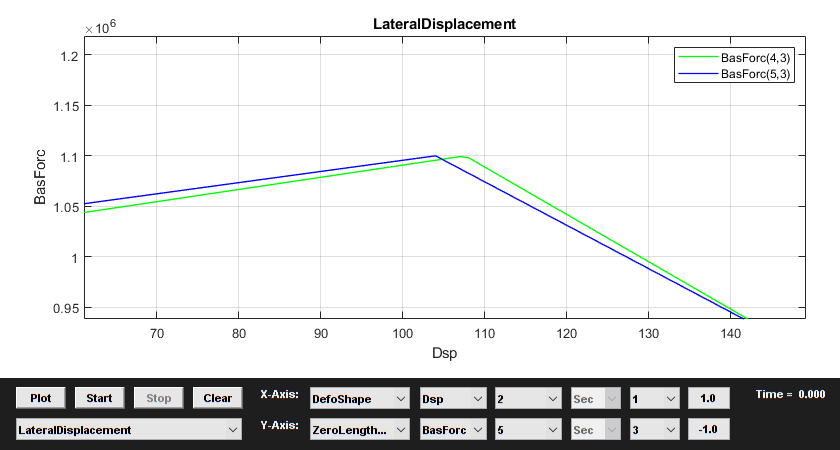 LateralDisplacement
×10⁶
1.2
1.15
1.1
1.05
1
0.95
BasForc
BasForc(4,3)
BasForc(5,3)
70 80 90 100 110 120 130 140
Dsp
Plot Start Stop Clear X-Axis: DefoShape Dsp 2 Sec 1 1.0 Time = 0.000
LateralDisplacement Y-Axis: ZeroLength... BasForc 5 Sec 3 -1.0